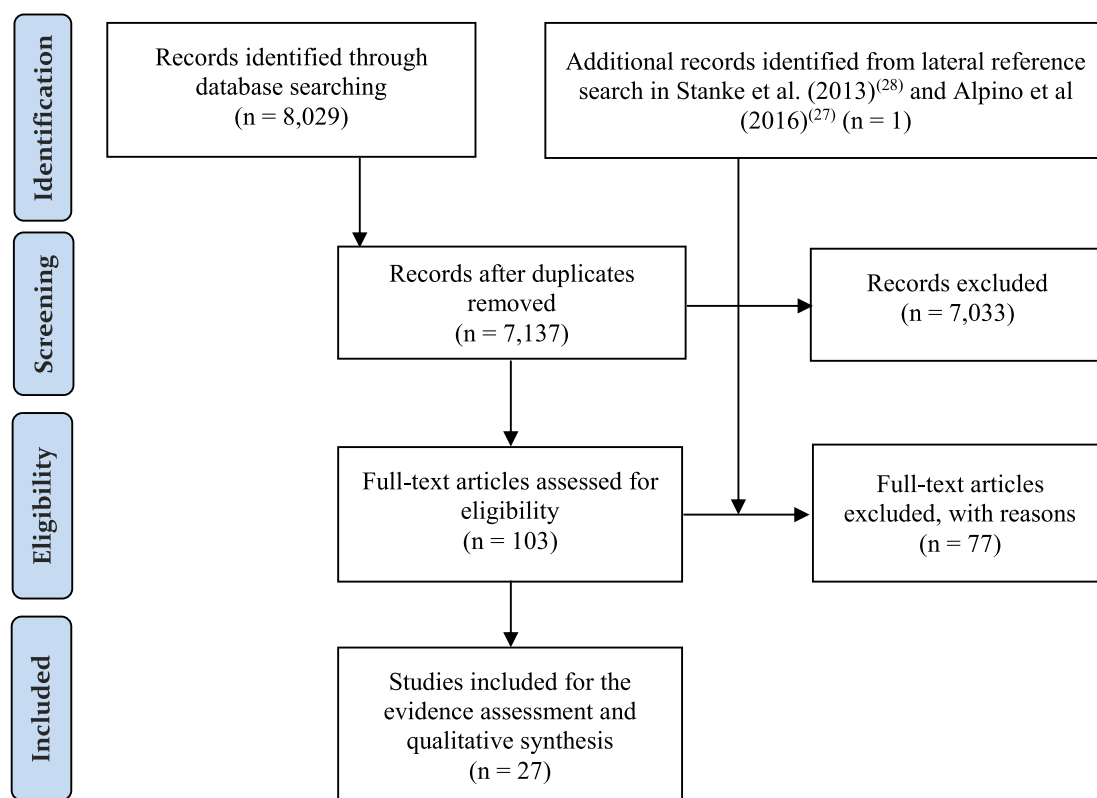 Identification
Records identified through
database searching
(n = 8,029)
Additional records identified from lateral reference
search in Stanke et al. (2013)(28) and Alpino et al
(2016)(27) (n = 1)
Screening
Records after duplicates
removed
(n = 7,137)
Records excluded
(n = 7,033)
Eligibility
Full-text articles assessed for
eligibility
(n = 103)
Full-text articles
excluded, with reasons
(n = 77)
Included
Studies included for the
evidence assessment and
qualitative synthesis
(n = 27)